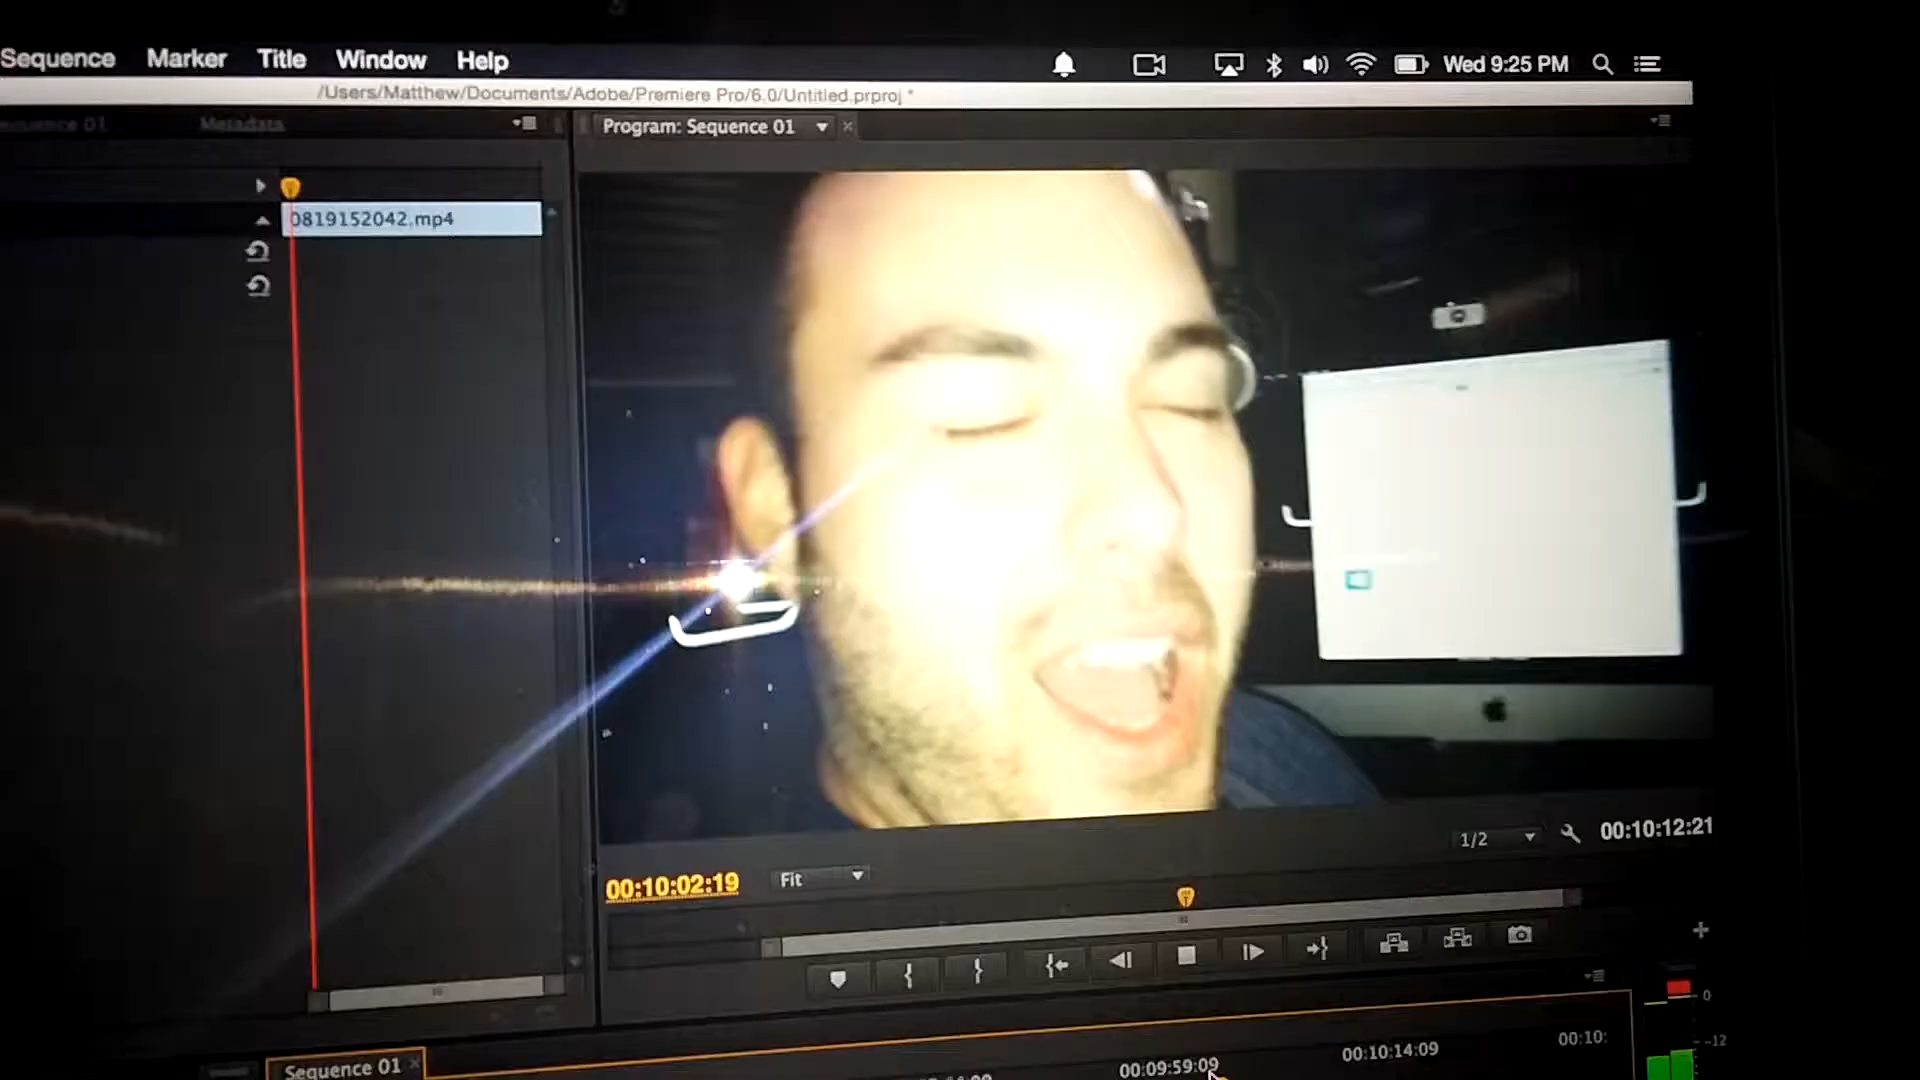 Sequence Marker Title Window Help Wed 9:25 PM
/Users/Matthew/Documents/Adobe/Premiere Pro/6.0/Untitled.prproj *
Metadata
Program: Sequence 01
0819152042.mp4
1/2
00:10:12:21
00:10:02:19
Fit
0
-12
Sequence 01
00:09:59:09
00:10:14:09
00:10: